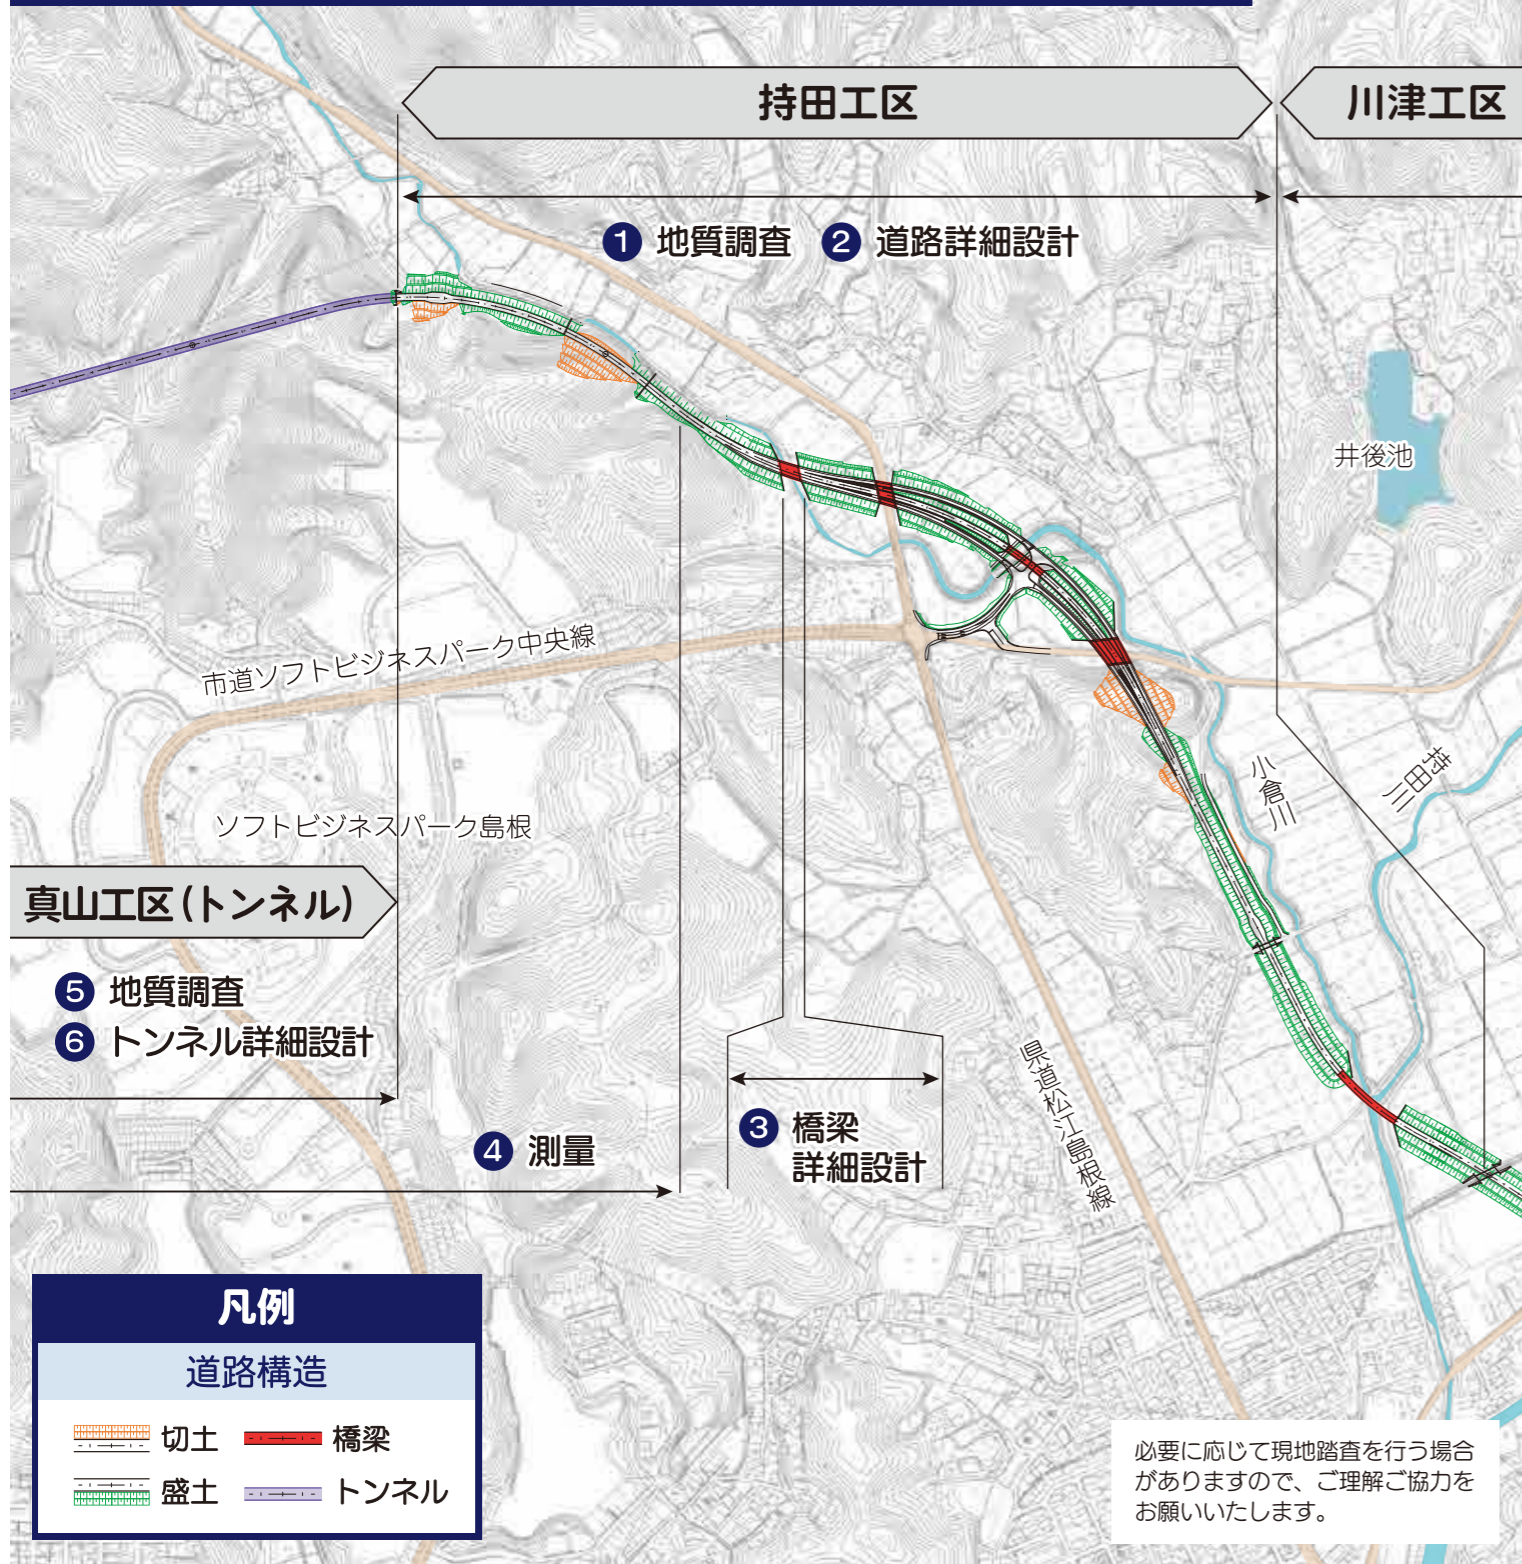 持田工区
川津工区
1 地質調査 2 道路詳細設計
井後池
市道ソフトビジネスパーク中央線
小倉川
持田川
ソフトビジネスパーク島根
真山工区(トンネル)
5 地質調査
6 トンネル詳細設計
県道松江島根線
3 橋梁
詳細設計
4 測量
凡例
道路構造
切土 橋梁
盛土 トンネル
必要に応じて現地踏査を行う場合
がありますので、ご理解ご協力を
お願いいたします。